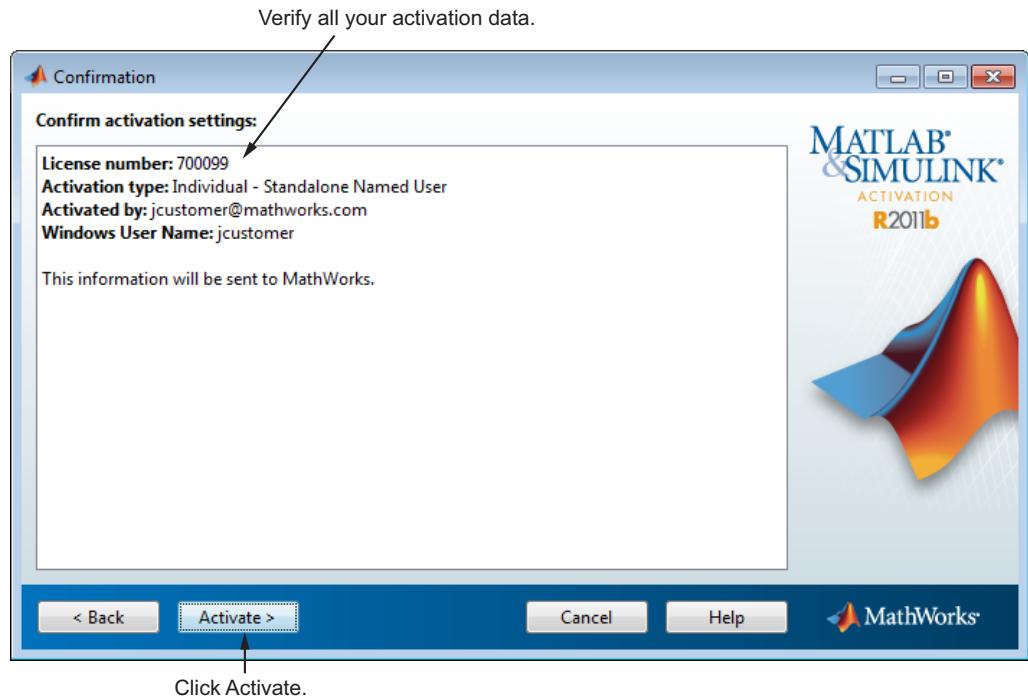 Verify all your activation data.
Confirmation
Confirm activation settings:
License number: 700099
Activation type: Individual - Standalone Named User
Activated by: jcustomer@mathworks.com
Windows User Name: jcustomer
This information will be sent to MathWorks.
MATLAB®
&SIMULINK®
ACTIVATION
R2011b
< Back
Activate >
Cancel
Help
MathWorks®
Click Activate.